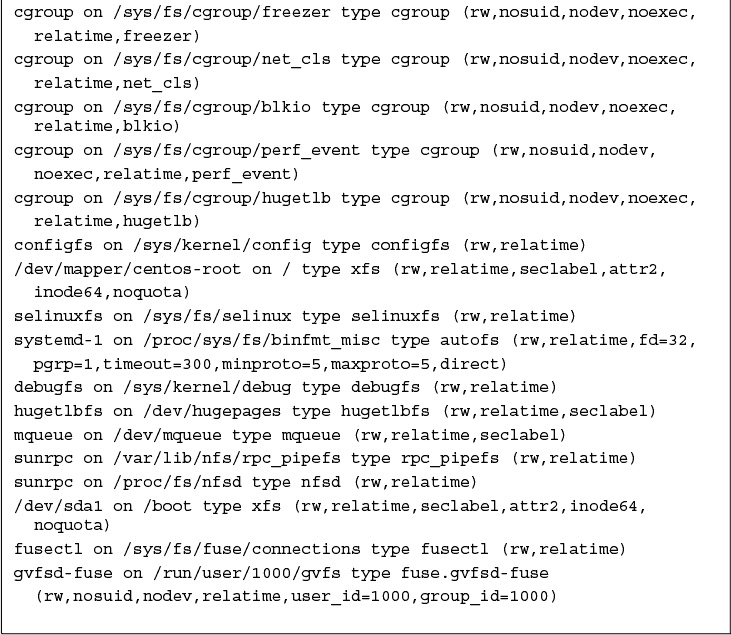 cgroup on /sys/fs/cgroup/freezer type cgroup (rw,nosuid,nodev,noexec,
relatime,freezer)
cgroup on /sys/fs/cgroup/net_cls type cgroup (rw,nosuid,nodev,noexec,
relatime,net_cls)
cgroup on /sys/fs/cgroup/blkio type cgroup (rw,nosuid,nodev,noexec,
relatime,blkio)
cgroup on /sys/fs/cgroup/perf_event type cgroup (rw,nosuid,nodev,
noexec,relatime,perf_event)
cgroup on /sys/fs/cgroup/hugetlb type cgroup (rw,nosuid,nodev,noexec,
relatime,hugetlb)
configfs on /sys/kernel/config type configfs (rw,relatime)
/dev/mapper/centos-root on / type xfs (rw,relatime,seclabel,attr2,
inode64,noquota)
selinuxfs on /sys/fs/selinux type selinuxfs (rw,relatime)
systemd-1 on /proc/sys/fs/binfmt_misc type autofs (rw,relatime,fd=32,
pgrp=1,timeout=300,minproto=5,maxproto=5,direct)
debugfs on /sys/kernel/debug type debugfs (rw,relatime)
hugetlbfs on /dev/hugepages type hugetlbfs (rw,relatime,seclabel)
mqueue on /dev/mqueue type mqueue (rw,relatime,seclabel)
sunrpc on /var/lib/nfs/rpc_pipefs type rpc_pipefs (rw,relatime)
sunrpc on /proc/fs/nfsd type nfsd (rw,relatime)
/dev/sda1 on /boot type xfs (rw,relatime,seclabel,attr2,inode64,
noquota)
fusectl on /sys/fs/fuse/connections type fusectl (rw,relatime)
gvfsd-fuse on /run/user/1000/gvfs type fuse.gvfsd-fuse
(rw,nosuid,nodev,relatime,user_id=1000,group_id=1000)